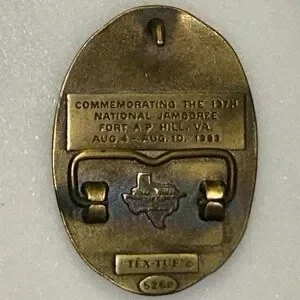 COMMEMORATING THE 13TH
NATIONAL JAMBOREE
FORT A.P. HILL, VA.
AUG. 4 - AUG. 10, 1993
TEX-TUF ©
5268